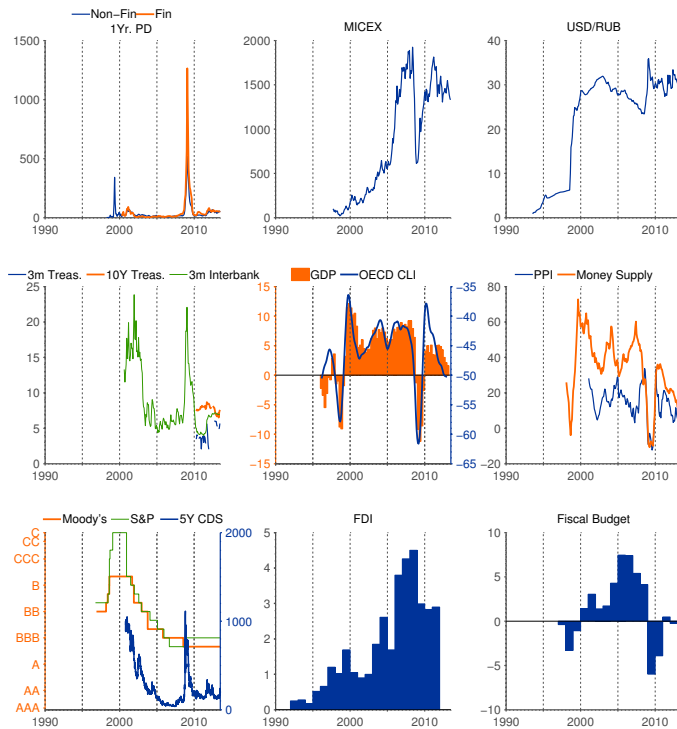 Non-Fin Fin
1Yr. PD
1500
1000
500
0
1990 2000 2010
MICEX
2000
1500
1000
500
0
1990 2000 2010
USD/RUB
40
30
20
10
0
1990 2000 2010
3m Treas. 10Y Treas. 3m Interbank
25
20
15
10
5
0
1990 2000 2010
GDP OECD CLI
15 −35
10 −40
5 −45
0 −50
−5 −55
−10 −60
−15 −65
1990 2000 2010
PPI Money Supply
80
60
40
20
0
−20
1990 2000 2010
Moody's S&P 5Y CDS
C 2000
CC
CCC
B
BB 1000
BBB
A
AA
AAA 0
1990 2000 2010
FDI
5
4
3
2
1
0
1990 2000 2010
Fiscal Budget
10
5
0
−5
−10
1990 2000 2010